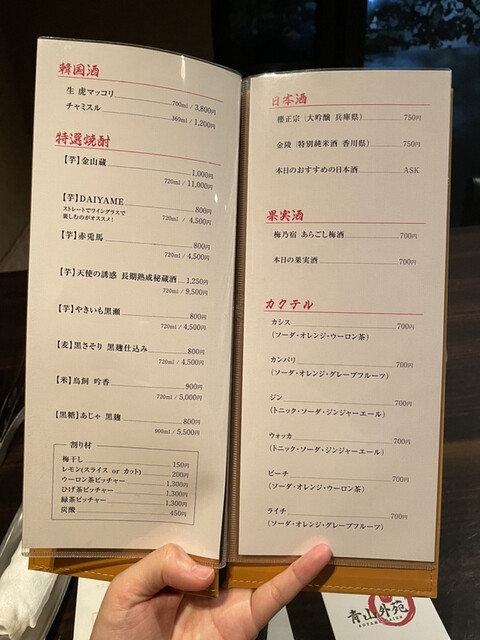 韓国酒
生 虎マッコリ 700ml / 3,800円
チャミスル 360ml / 1,200円
特選焼酎
【芋】金山蔵 1,000円
720ml / 11,000円
【芋】DAIYAME 800円
ストレートでワイングラスで
楽しむのがオススメ! 720ml / 4,500円
【芋】赤兎馬 800円
720ml / 4,500円
【芋】天使の誘惑 長期熟成秘蔵酒 1,250円
720ml / 9,500円
【芋】やきいも黒瀬 800円
720ml / 4,500円
【麦】黒さそり 黒麹仕込み 800円
720ml / 4,500円
【米】鳥飼 吟香 900円
720ml / 5,000円
【黒糖】あじゃ 黒麹 800円
900ml / 5,500円
割り材
梅干し 150円
レモン(スライス or カット) 200円
ウーロン茶ピッチャー 1,300円
ひげ茶ピッチャー 1,300円
緑茶ピッチャー 1,300円
炭酸 450円
日本酒
櫻正宗 (大吟醸 兵庫県) 750円
金陵 (特別純米酒 香川県) 750円
本日のおすすめの日本酒 ASK
果実酒
梅乃宿 あらごし梅酒 700円
本日の果実酒 700円
カクテル
カシス 700円
(ソーダ・オレンジ・ウーロン茶)
カンパリ 700円
(ソーダ・オレンジ・グレープフルーツ)
ジン 700円
(トニック・ソーダ・ジンジャーエール)
ウォッカ 700円
(トニック・ソーダ・ジンジャーエール)
ピーチ 700円
(ソーダ・オレンジ・ウーロン茶)
ライチ 700円
(ソーダ・オレンジ・グレープフルーツ)
青山外苑